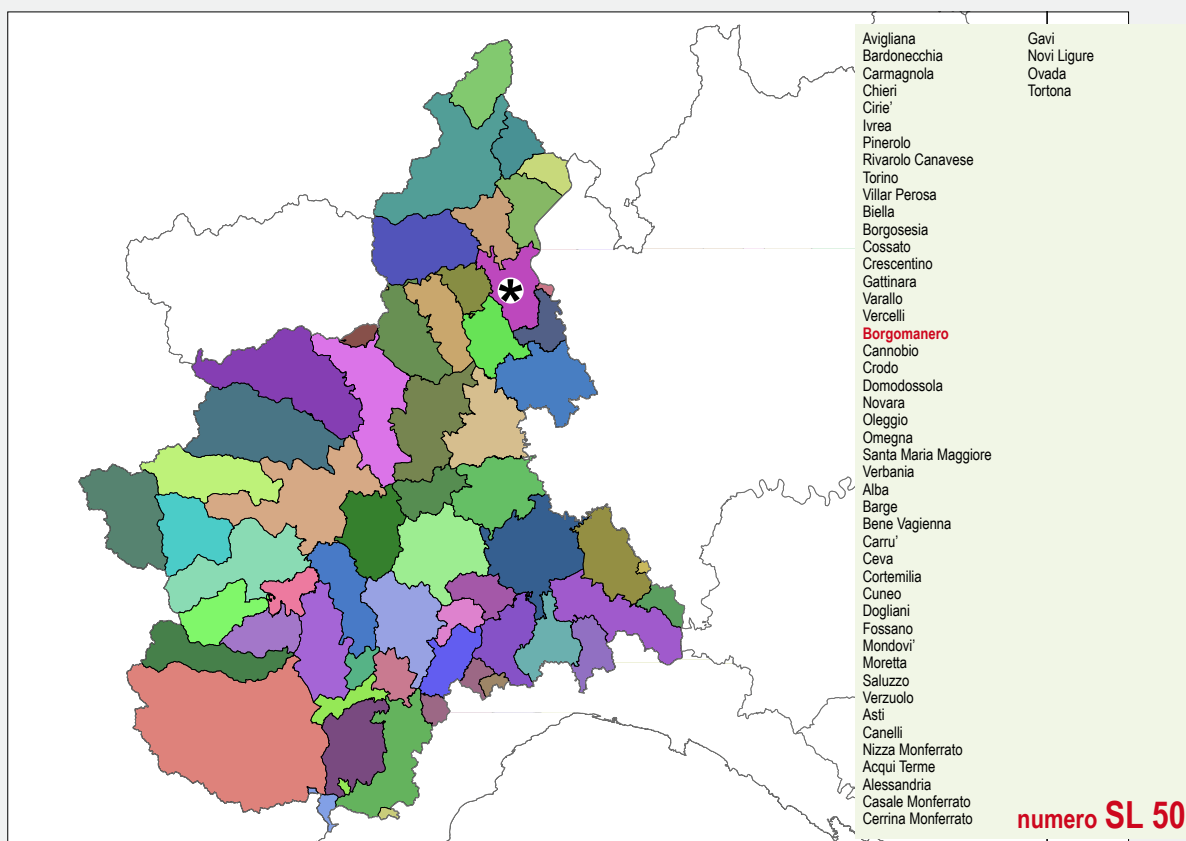 Avigliana
Bardonecchia
Carmagnola
Chieri
Cirie'
Ivrea
Pinerolo
Rivarolo Canavese
Torino
Villar Perosa
Biella
Borgosesia
Cossato
Crescentino
Gattinara
Varallo
Vercelli
Borgomanero
Cannobio
Crodo
Domodossola
Novara
Oleggio
Omegna
Santa Maria Maggiore
Verbania
Alba
Barge
Bene Vagienna
Carru'
Ceva
Cortemilia
Cuneo
Dogliani
Fossano
Mondovi'
Moretta
Saluzzo
Verzuolo
Asti
Canelli
Nizza Monferrato
Acqui Terme
Alessandria
Casale Monferrato
Cerrina Monferrato
Gavi
Novi Ligure
Ovada
Tortona
numero SL 50